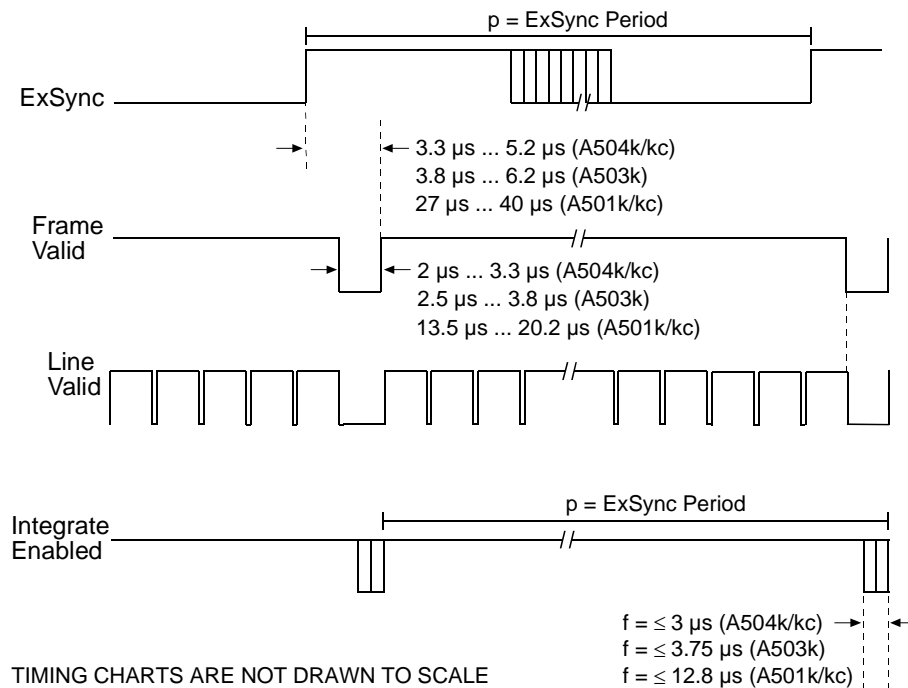 p = ExSync Period
ExSync
3.3 µs ... 5.2 µs (A504k/kc)
3.8 µs ... 6.2 µs (A503k)
27 µs ... 40 µs (A501k/kc)
Frame
Valid
2 µs ... 3.3 µs (A504k/kc)
2.5 µs ... 3.8 µs (A503k)
13.5 µs ... 20.2 µs (A501k/kc)
Line
Valid
p = ExSync Period
Integrate
Enabled
f = ≤ 3 µs (A504k/kc)
f = ≤ 3.75 µs (A503k)
f = ≤ 12.8 µs (A501k/kc)
TIMING CHARTS ARE NOT DRAWN TO SCALE